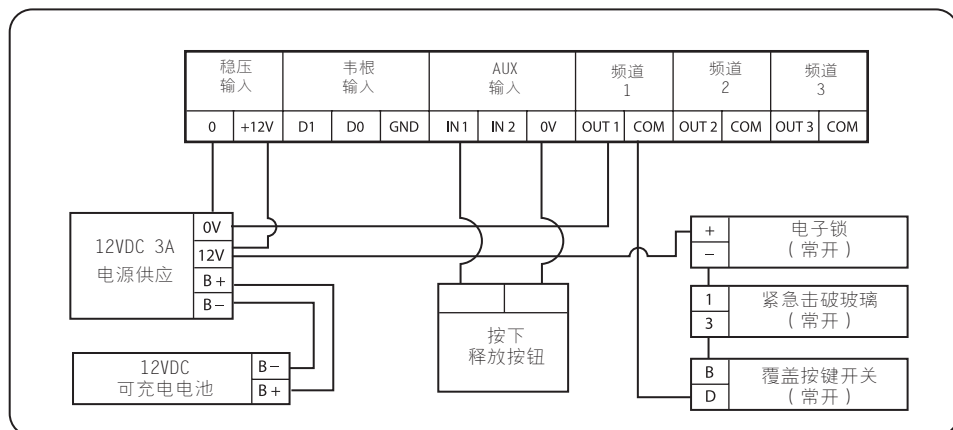 稳压
输入
韦根
输入
AUX
输入
频道
1
频道
2
频道
3
0 +12V D1 D0 GND IN 1 IN 2 0V OUT 1 COM OUT 2 COM OUT 3 COM
12VDC 3A
电源供应
0V
12V
B+
B-
12VDC
可充电电池
B-
B+
按下
释放按钮
+
-
电子锁
(常开)
1
3
紧急击破玻璃
(常开)
B
D
覆盖按键开关
(常开)